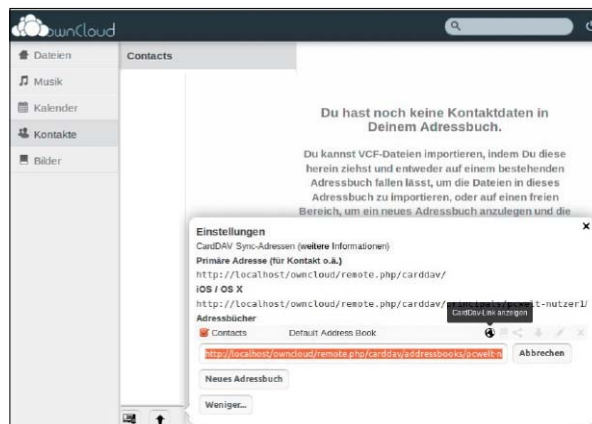 ownCloud
Dateien
Musik
Kalender
Kontakte
Bilder
Contacts
Du hast noch keine Kontaktdaten in
Deinem Adressbuch.
Du kannst VCF-Dateien importieren, indem Du diese
herein ziehst und entweder auf einem bestehenden
Adressbuch fallen lässt, um die Dateien in dieses
Adressbuch zu importieren, oder auf einen freien
Bereich, um ein neues Adressbuch anzulegen und die
Einstellungen
CardDAV Sync-Adressen (weitere Informationen)
Primäre Adresse (für Kontakt o.ä.)
http://localhost/owncloud/remote.php/carddav/
iOS / OS X
http://localhost/owncloud/remote.php/carddav/principals/pcwelt-nutzer1/
CardDav-Link anzeigen
Adressbücher
Contacts Default Address Book
http://localhost/owncloud/remote.php/carddav/addressbooks/pcwelt-n
Abbrechen
Neues Adressbuch
Weniger...